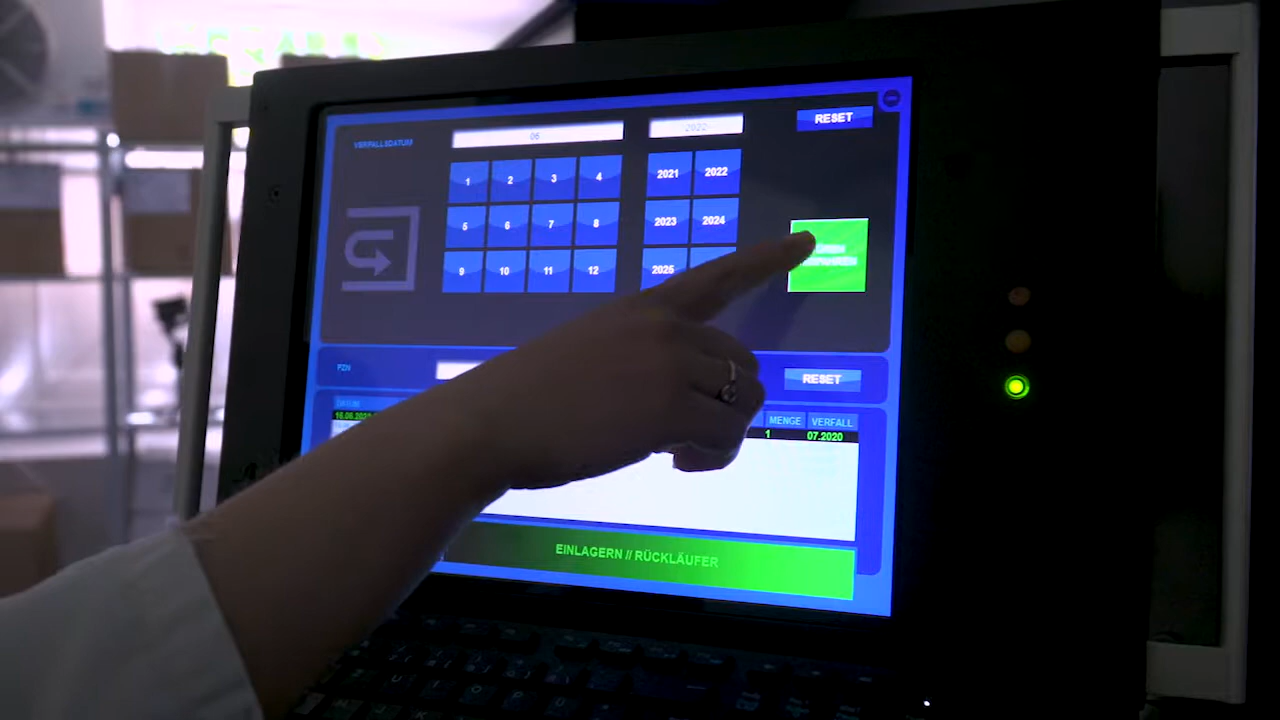 VERFALLSDATUM
06
2022
RESET
1 2 3 4
2021 2022
5 6 7 8
2023 2024
9 10 11 12
2025
PZN
RESET
DATUM
MENGE VERFALL
1 07.2020
EINLAGERN // RÜCKLÄUFER